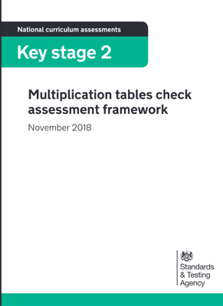 National curriculum assessments
Key stage 2
Multiplication tables check
assessment framework
November 2018
Standards
& Testing
Agency